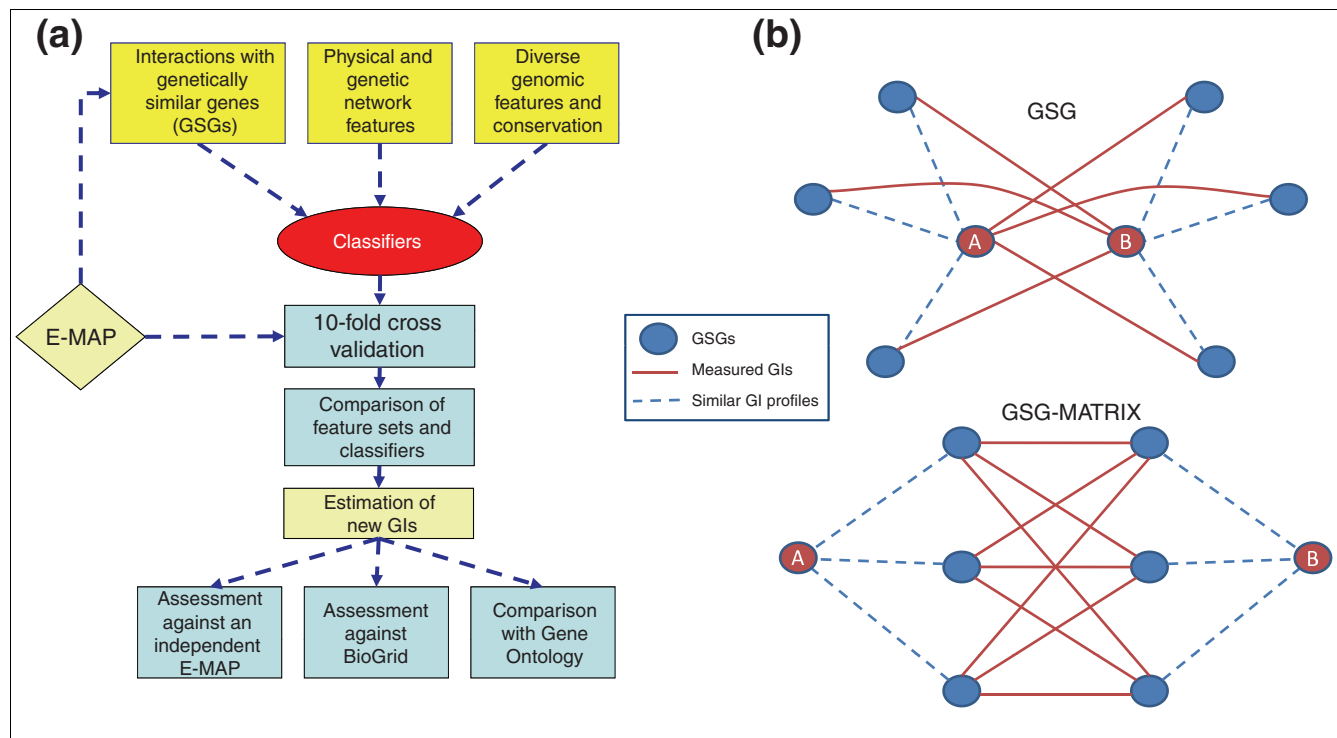 (a)
Interactions with
genetically
similar genes
(GSGs)
Physical and
genetic
network
features
Diverse
genomic
features and
conservation
Classifiers
E-MAP
10-fold cross
validation
Comparison of
feature sets and
classifiers
Estimation of
new GIs
Assessment
against an
independent
E-MAP
Assessment
against
BioGrid
Comparison
with Gene
Ontology
(b)
GSG
A
B
GSGs
Measured GIs
Similar GI profiles
GSG-MATRIX
A
B